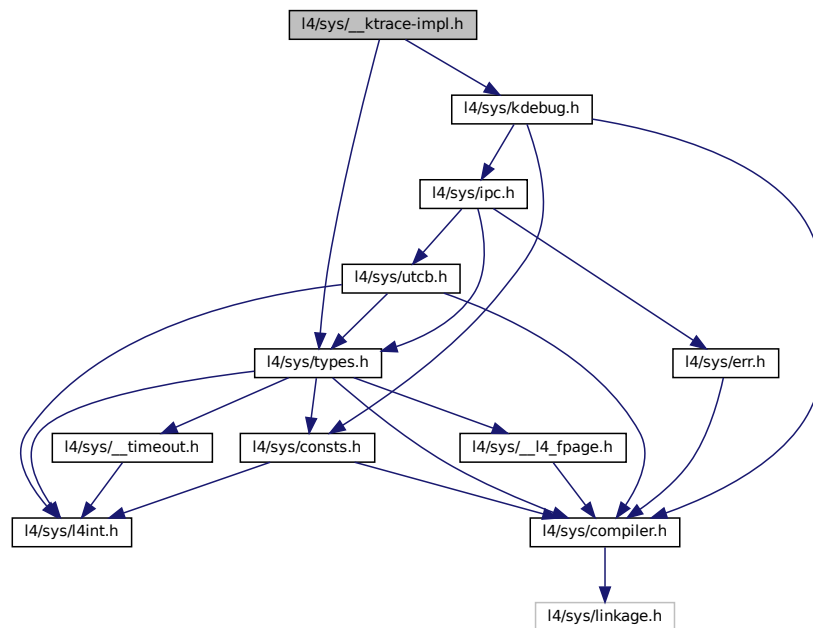 l4/sys/__ktrace-impl.h
l4/sys/kdebug.h
l4/sys/ipc.h
l4/sys/utcb.h
l4/sys/types.h
l4/sys/err.h
l4/sys/__timeout.h
l4/sys/consts.h
l4/sys/__l4_fpage.h
l4/sys/l4int.h
l4/sys/compiler.h
l4/sys/linkage.h